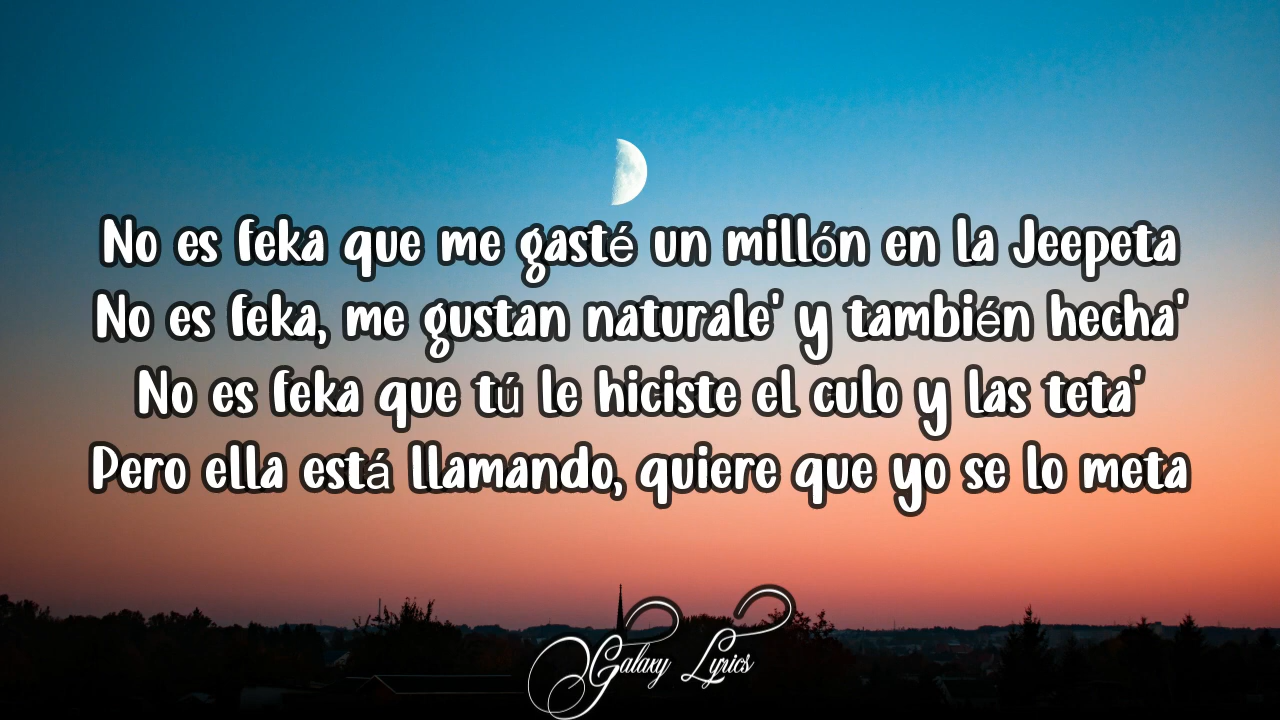 No es feka que me gasté un millón en la Jeepeta
No es feka, me gustan naturale' y también hecha'
No es feka que tú le hiciste el culo y las teta'
Pero ella está llamando, quiere que yo se lo meta
Galaxy Lyrics